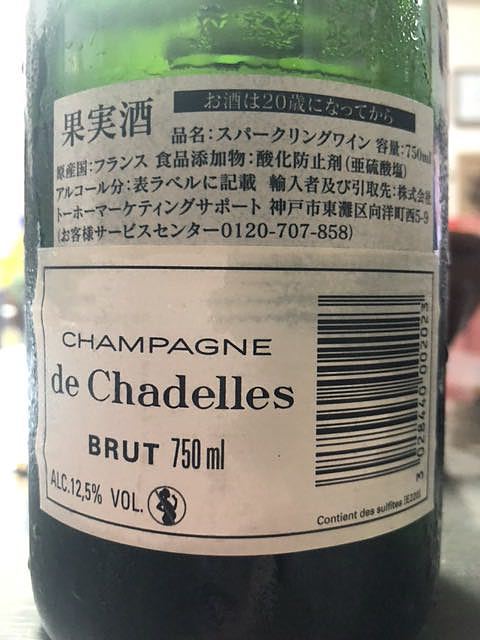 お酒は20歳になってから
果実酒
品名:スパークリングワイン 容量:750ml
原産国:フランス 食品添加物:酸化防止剤(亜硫酸塩)
アルコール分:表ラベルに記載 輸入者及び引取先:株式会社
トーホーマーケティングサポート 神戸市東灘区向洋町西5-9
(お客様サービスセンター0120-707-858)
CHAMPAGNE
de Chadelles
BRUT 750 ml
ALC.12,5% VOL.
Contient des sulfites
3 028440 002023